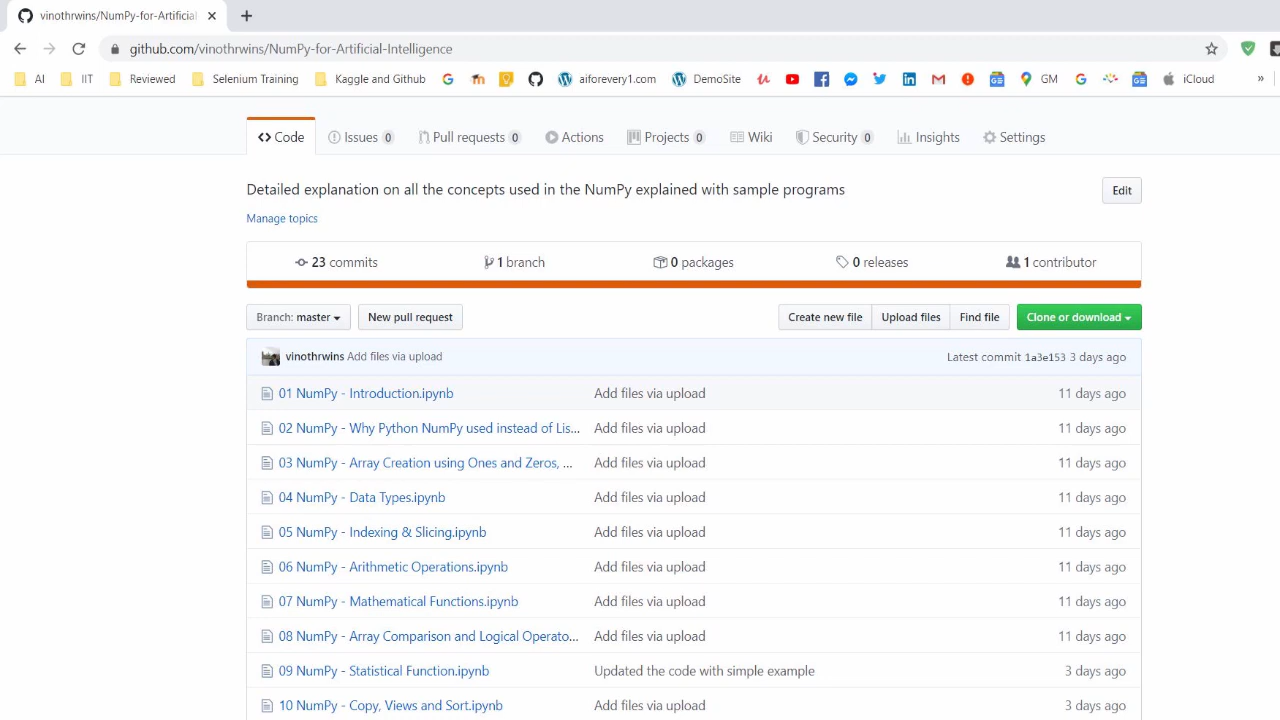 vinothrwins/NumPy-for-Artificial
github.com/vinothrwins/NumPy-for-Artificial-Intelligence
AI IIT Reviewed Selenium Training Kaggle and Github aiforevery1.com DemoSite GM iCloud »
Code Issues 0 Pull requests 0 Actions Projects 0 Wiki Security 0 Insights Settings
Detailed explanation on all the concepts used in the NumPy explained with sample programs Edit
Manage topics
23 commits 1 branch 0 packages 0 releases 1 contributor
Branch: master New pull request Create new file Upload files Find file Clone or download
vinothrwins Add files via upload Latest commit 1a3e153 3 days ago
01 NumPy - Introduction.ipynb Add files via upload 11 days ago
02 NumPy - Why Python NumPy used instead of Lis... Add files via upload 11 days ago
03 NumPy - Array Creation using Ones and Zeros, ... Add files via upload 11 days ago
04 NumPy - Data Types.ipynb Add files via upload 11 days ago
05 NumPy - Indexing & Slicing.ipynb Add files via upload 11 days ago
06 NumPy - Arithmetic Operations.ipynb Add files via upload 11 days ago
07 NumPy - Mathematical Functions.ipynb Add files via upload 11 days ago
08 NumPy - Array Comparison and Logical Operato... Add files via upload 11 days ago
09 NumPy - Statistical Function.ipynb Updated the code with simple example 3 days ago
10 NumPy - Copy, Views and Sort.ipynb Add files via upload 3 days ago